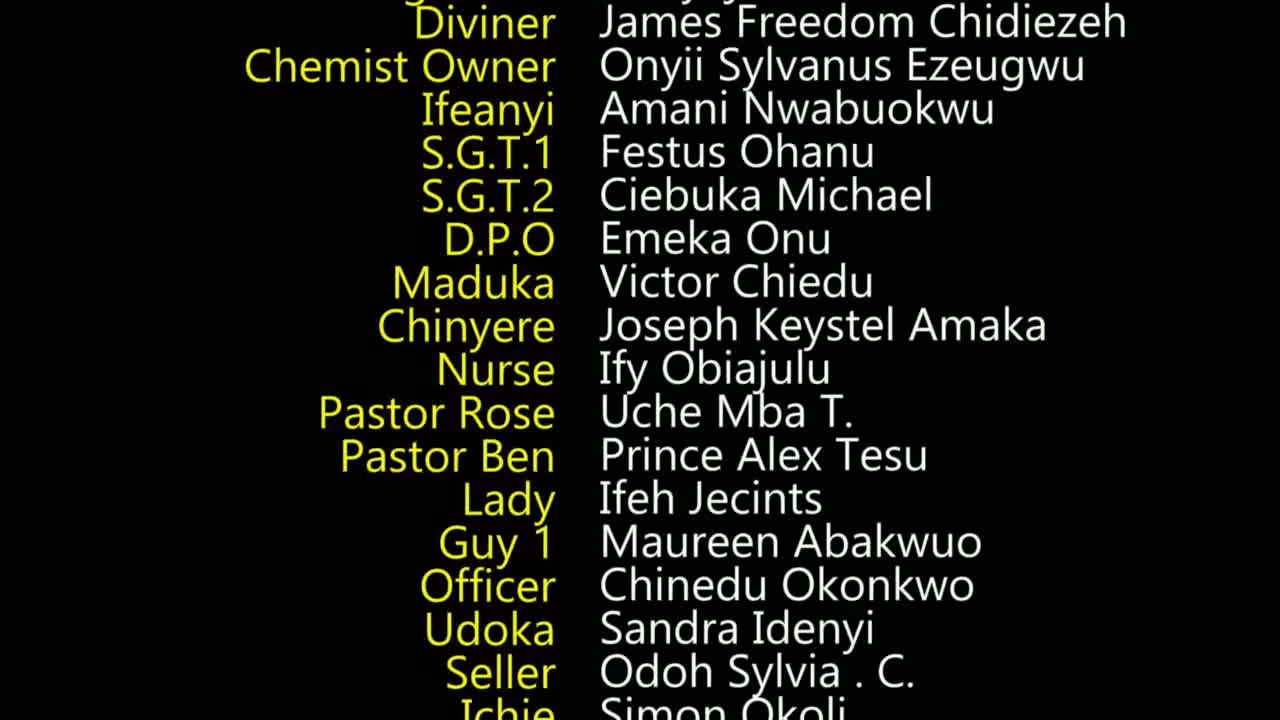 Diviner James Freedom Chidiezeh
Chemist Owner Onyii Sylvanus Ezeugwu
Ifeanyi Amani Nwabuokwu
S.G.T.1 Festus Ohanu
S.G.T.2 Ciebuka Michael
D.P.O Emeka Onu
Maduka Victor Chiedu
Chinyere Joseph Keystel Amaka
Nurse Ify Obiajulu
Pastor Rose Uche Mba T.
Pastor Ben Prince Alex Tesu
Lady Ifeh Jecints
Guy 1 Maureen Abakwuo
Officer Chinedu Okonkwo
Udoka Sandra Idenyi
Seller Odoh Sylvia . C.
Ichie Simon Okoli